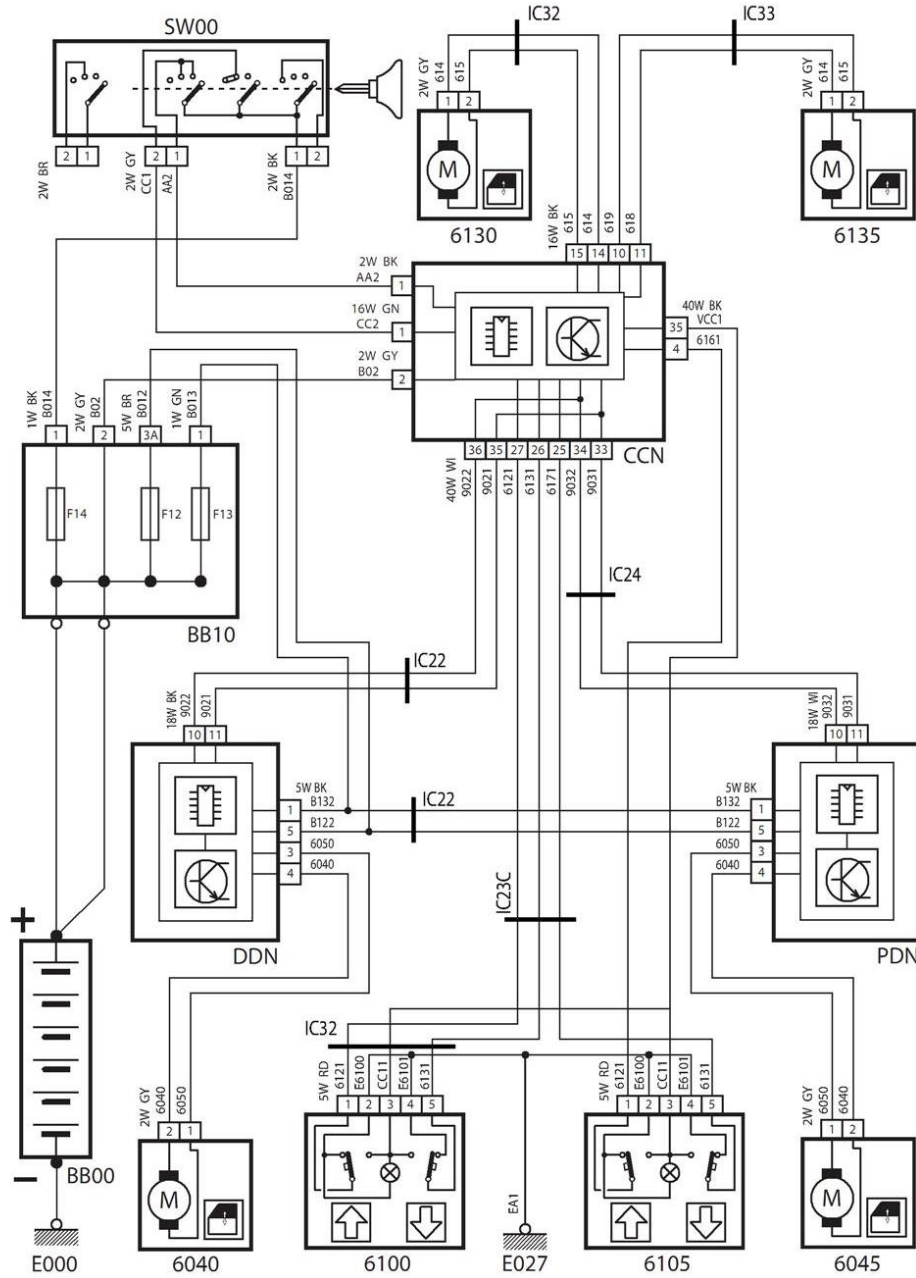 SW00
2 1
2W BR
2 1
2W GY
CC1
AA2
1 2
2W BK
B014
IC32
IC33
2W GY
614
615
1 2
M
6130
2W GY
614
615
1 2
M
6135
16W BK
615
614
619
618
15 14 10 11
2W BK
AA2
1
16W GN
CC2
1
2W GY
B02
2
40W BK
VCC1
35
6161
4
CCN
36 35 27 26 25 34 33
40W WI
9022
9021
6121
6131
6171
9032
9031
1W BK
B014
2W GY
B02
5W BR
B012
1W GN
B013
1 2 3A 1
F14
F12
F13
BB10
IC24
IC22
18W BK
9022
9021
10 11
5W BK
1 B132
5 B122
3 6050
4 6040
DDN
IC22
18W WI
9032
9031
10 11
5W BK
B132 1
B122 5
6050 3
6040 4
PDN
IC23C
+
−
BB00
E000
2W GY
6040
6050
2 1
M
6040
IC32
5W RD
6121
E6100
CC11
E6101
6131
1 2 3 4 5
6100
EA1
E027
5W RD
6121
E6100
CC11
E6101
6131
1 2 3 4 5
6105
2W GY
6050
6040
1 2
M
6045